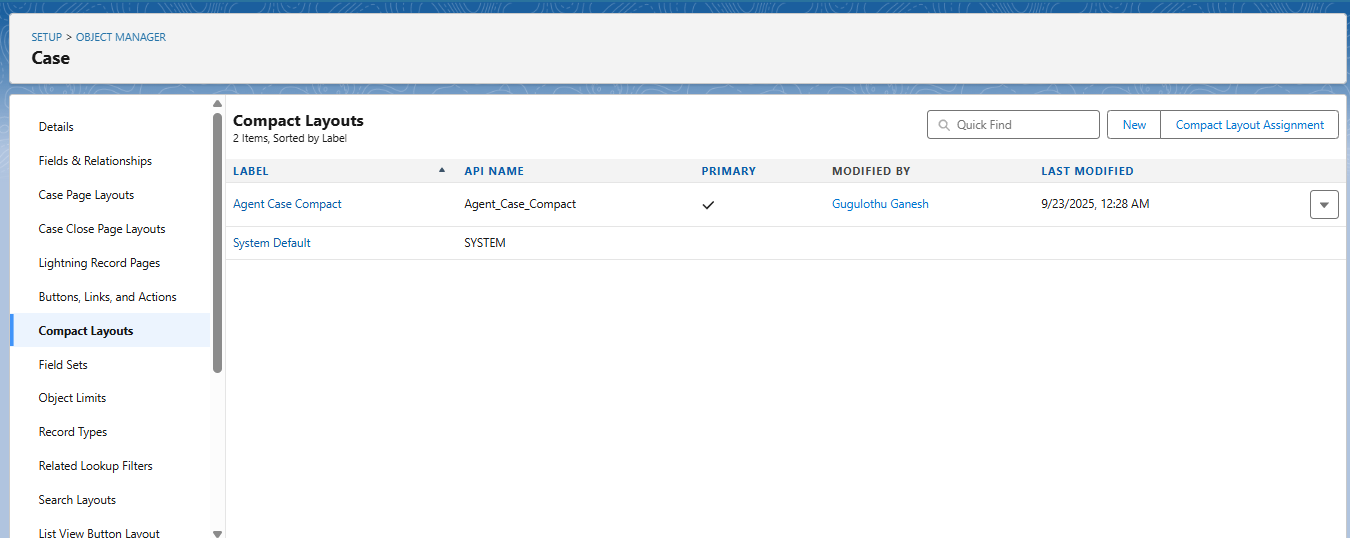 SETUP > OBJECT MANAGER
Case
Details
Fields & Relationships
Case Page Layouts
Case Close Page Layouts
Lightning Record Pages
Buttons, Links, and Actions
Compact Layouts
Field Sets
Object Limits
Record Types
Related Lookup Filters
Search Layouts
List View Button Layout
Compact Layouts
2 Items, Sorted by Label
Quick Find
New
Compact Layout Assignment
LABEL API NAME PRIMARY MODIFIED BY LAST MODIFIED
Agent Case Compact Agent_Case_Compact Gugulothu Ganesh 9/23/2025, 12:28 AM
System Default SYSTEM